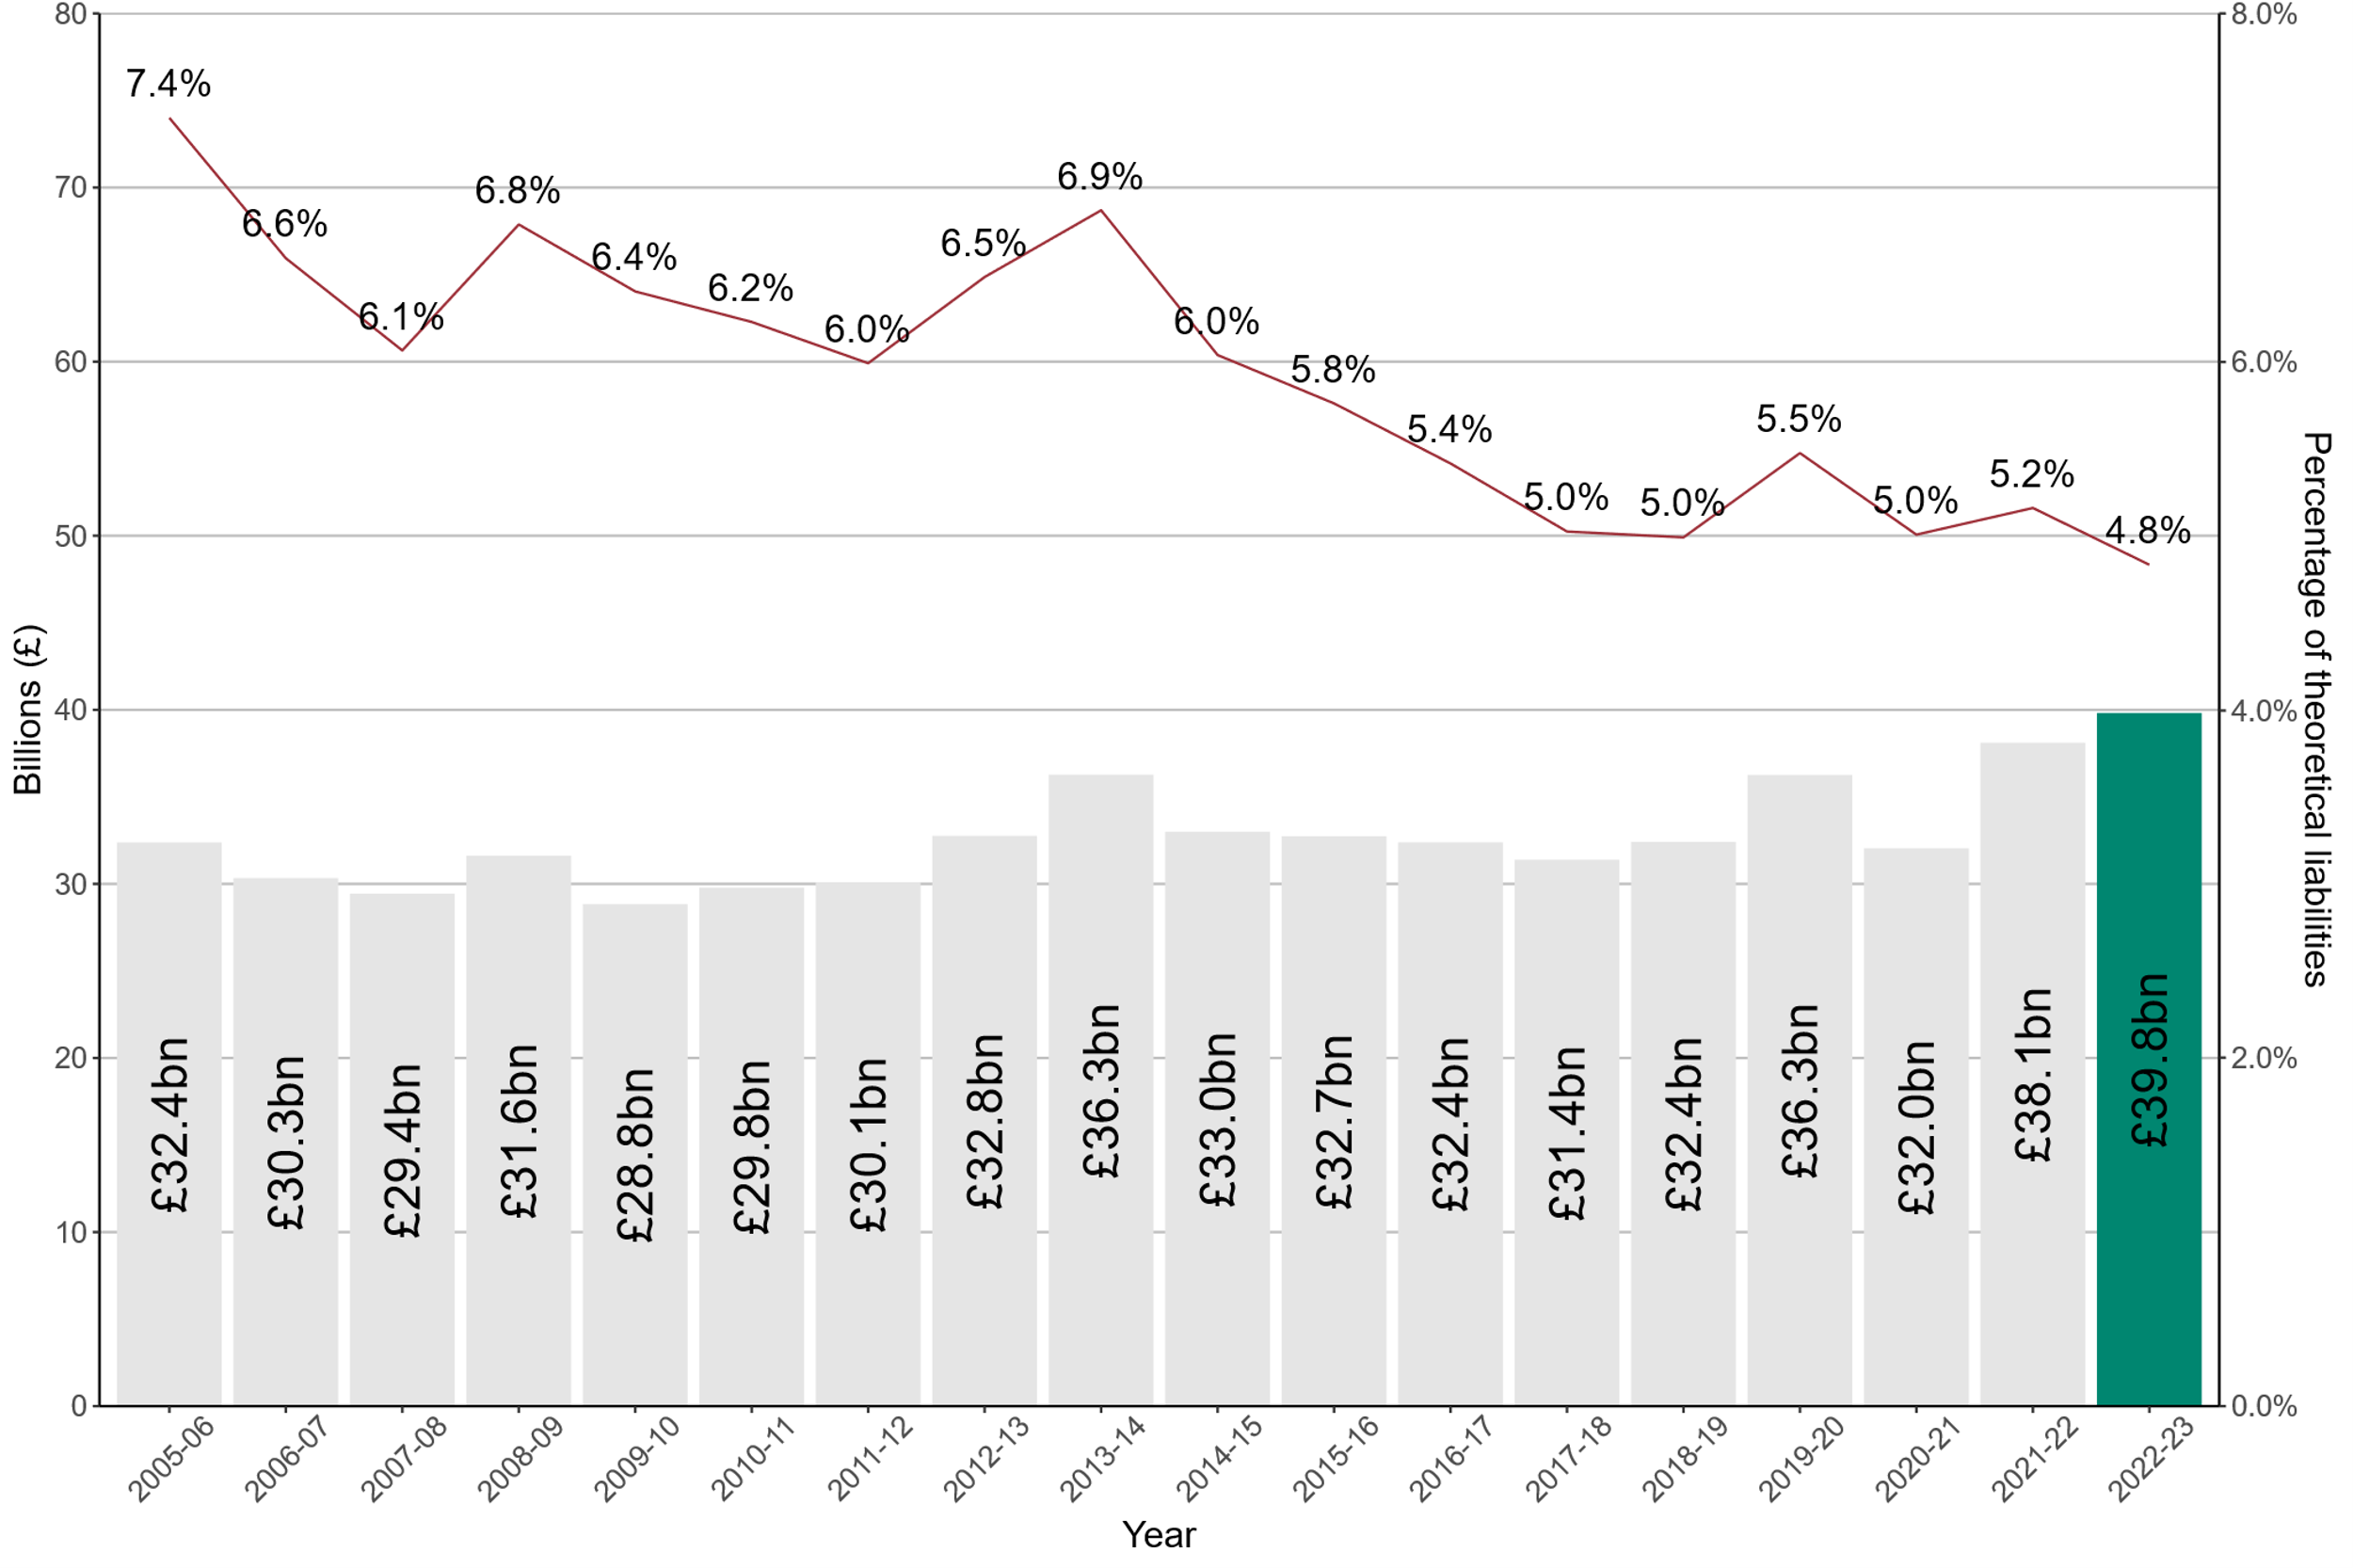 80
70
60
50
40
30
20
10
0
Billions (£)
7.4%
6.6%
6.1%
6.8%
6.4%
6.2%
6.0%
6.5%
6.9%
6.0%
5.8%
5.4%
5.0%
5.0%
5.5%
5.0%
5.2%
4.8%
£32.4bn
£30.3bn
£29.4bn
£31.6bn
£28.8bn
£29.8bn
£30.1bn
£32.8bn
£36.3bn
£33.0bn
£32.7bn
£32.4bn
£31.4bn
£32.4bn
£36.3bn
£32.0bn
£38.1bn
£39.8bn
8.0%
6.0%
4.0%
2.0%
0.0%
Percentage of theoretical liabilities
2005-06
2006-07
2007-08
2008-09
2009-10
2010-11
2011-12
2012-13
2013-14
2014-15
2015-16
2016-17
2017-18
2018-19
2019-20
2020-21
2021-22
2022-23
Year